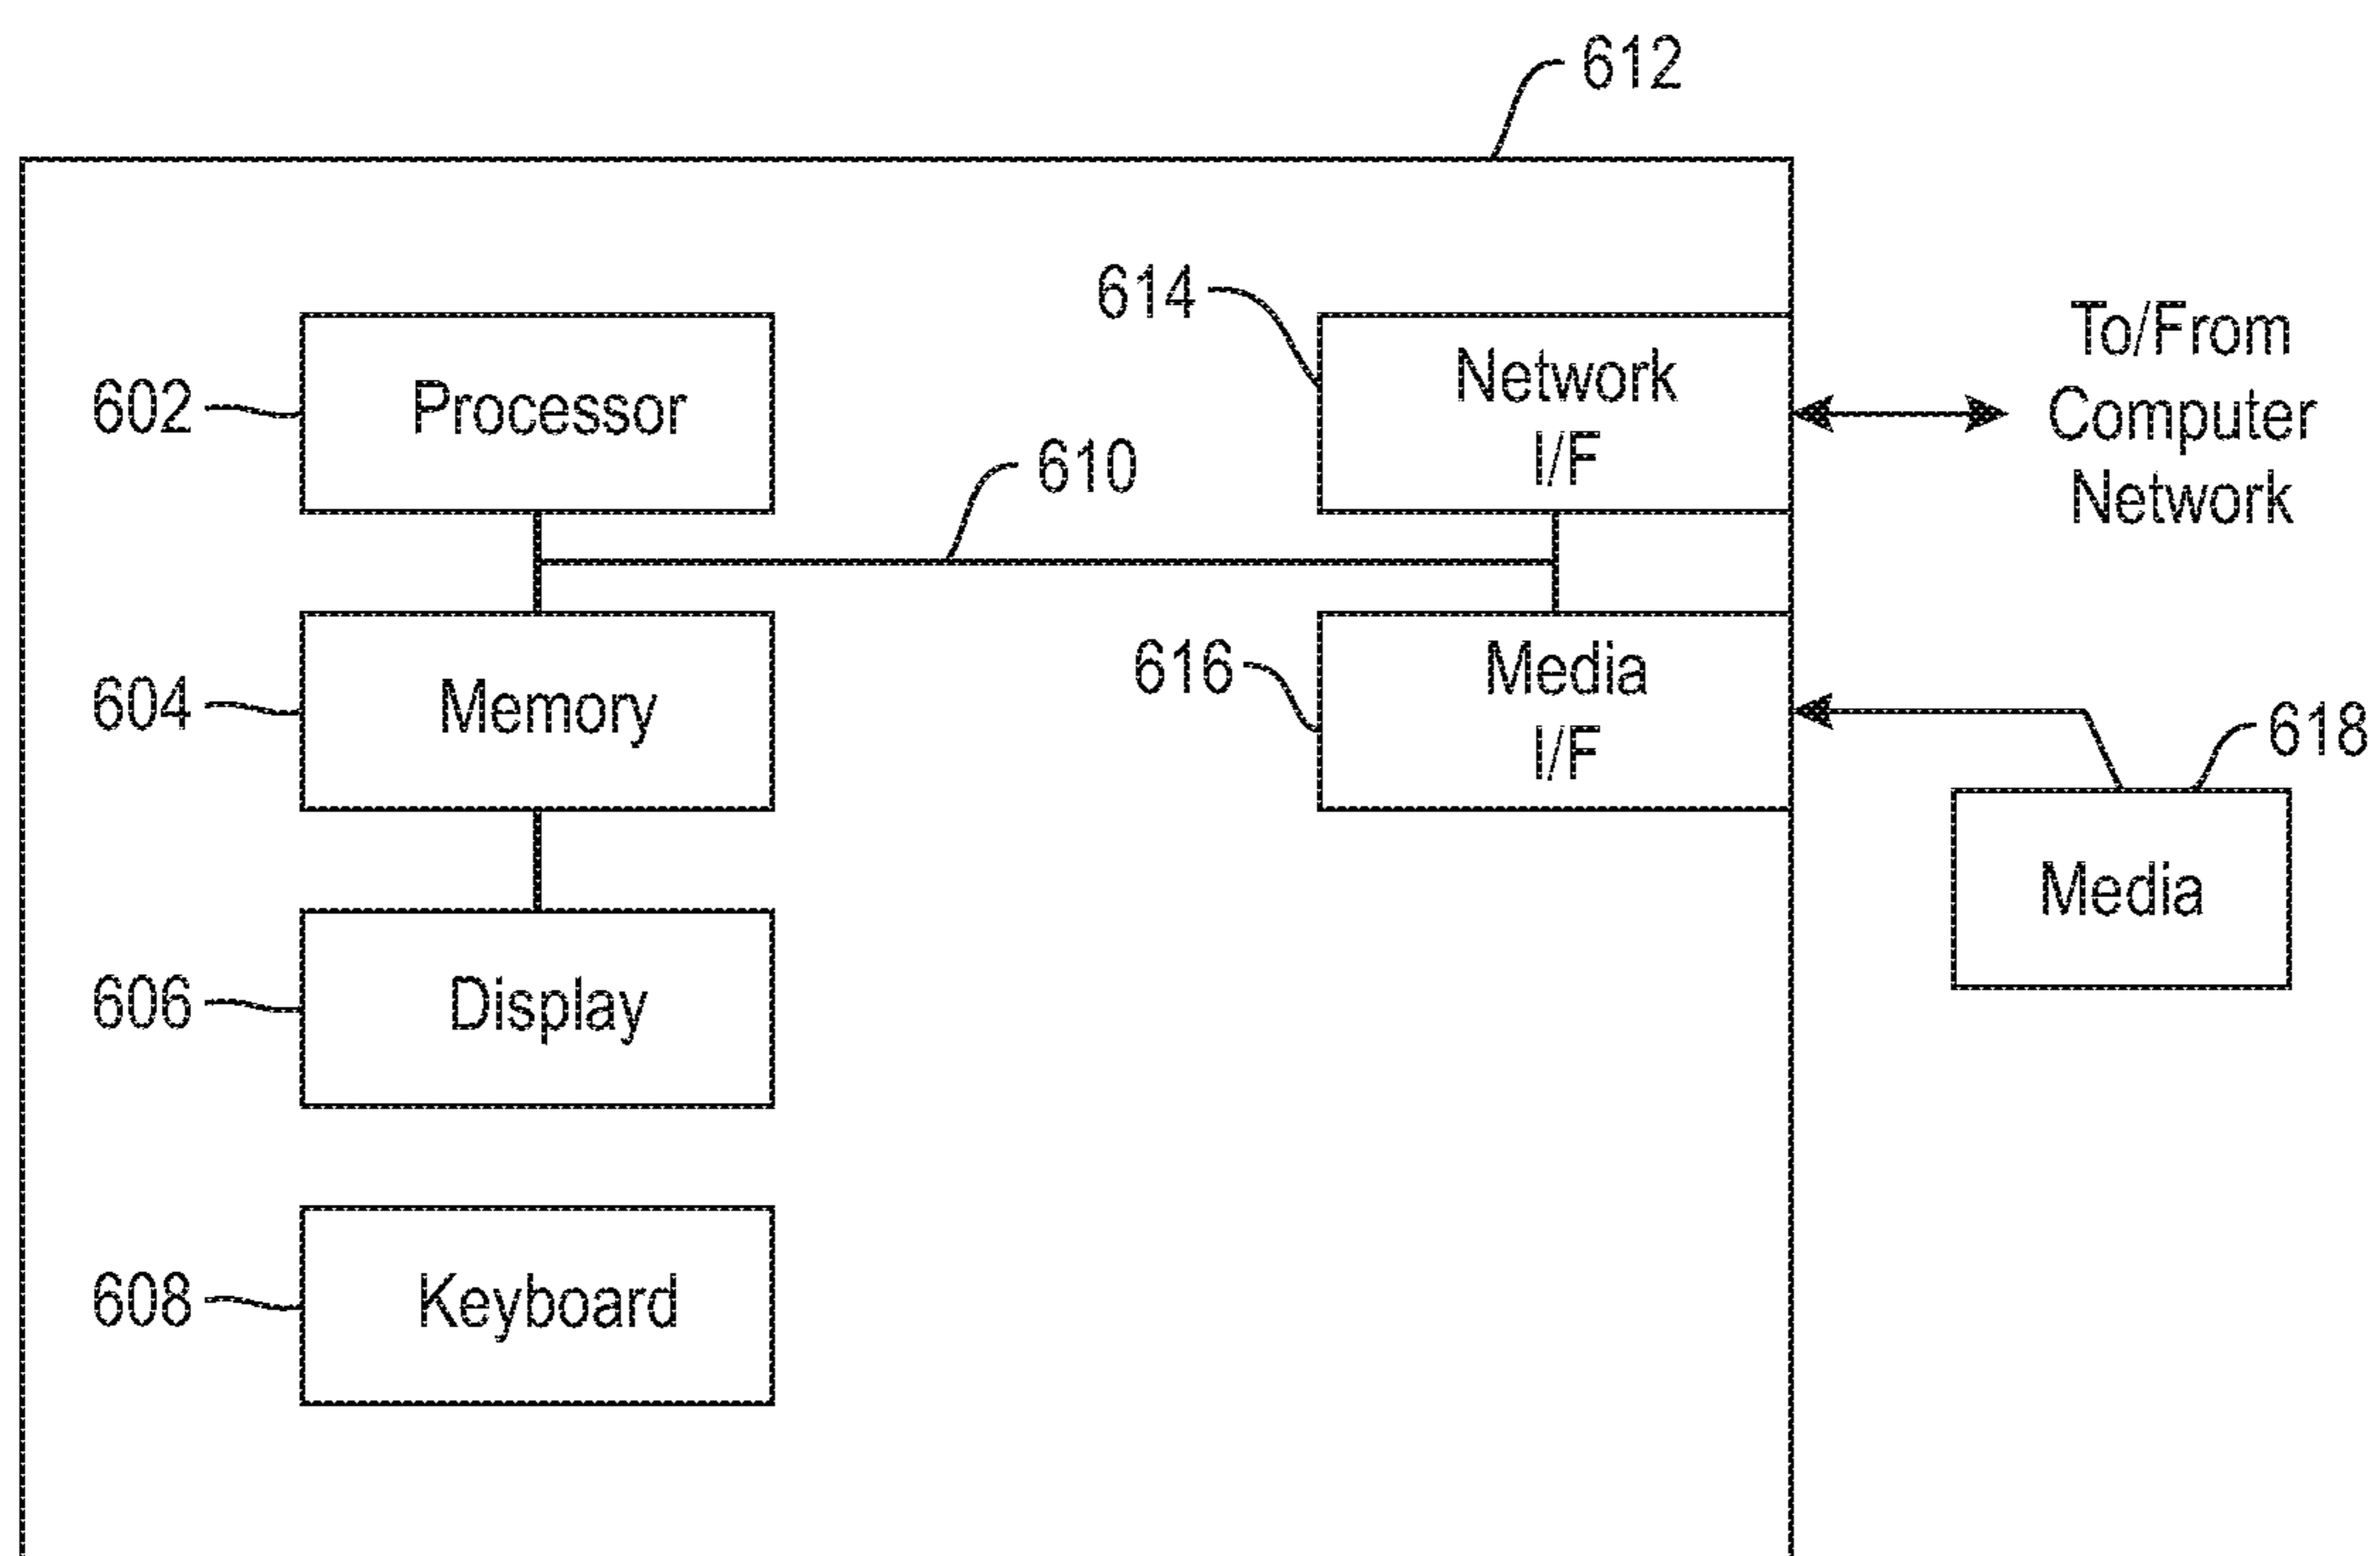 612
614
Network
I/F
To/From
Computer
Network
602
Processor
610
604
Memory
616
Media
I/F
618
Media
606
Display
608
Keyboard